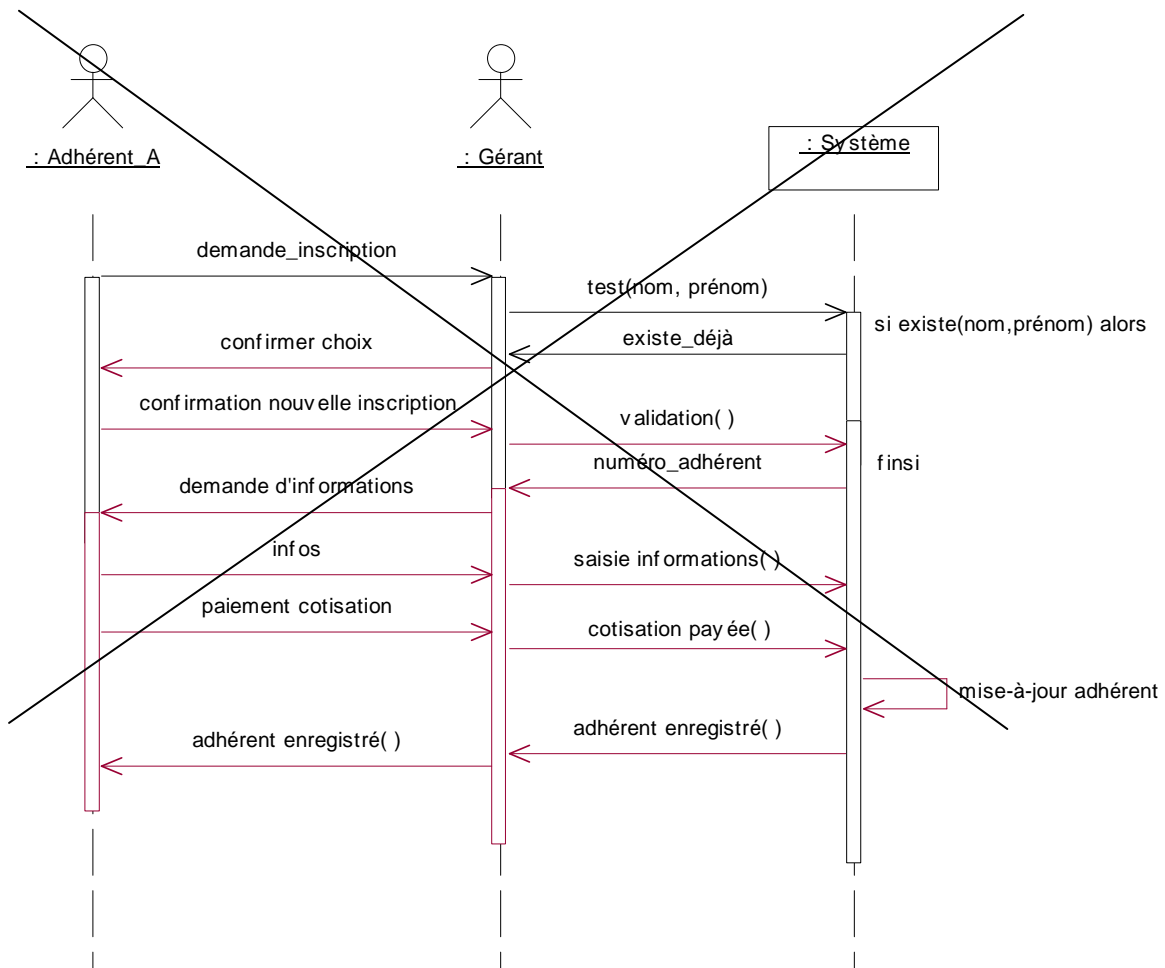 : Adhérent_A
: Gérant
: Système
demande_inscription
test(nom, prénom)
si existe(nom,prénom) alors
existe_déjà
confirmer choix
confirmation nouvelle inscription
validation( )
numéro_adhérent
finsi
demande d'informations
infos
saisie informations( )
paiement cotisation
cotisation payée( )
mise-à-jour adhérent
adhérent enregistré( )
adhérent enregistré( )